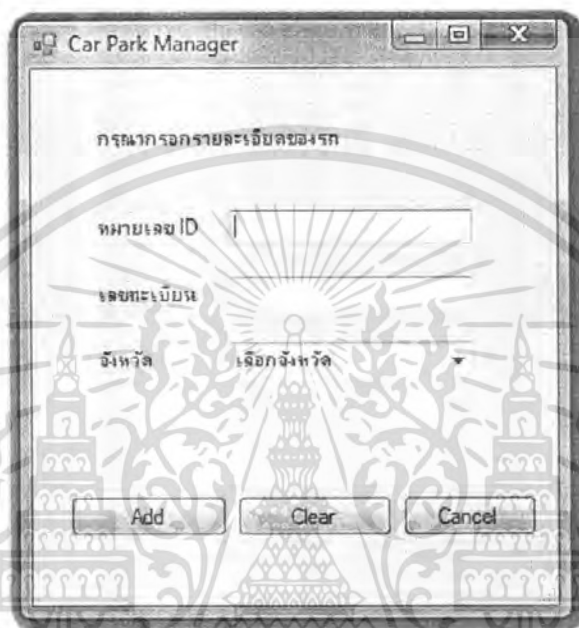 Car Park Manager
กรุณากรอกรายละเอียดของรถ
หมายเลข ID
เลขทะเบียน
จังหวัด เลือกจังหวัด
Add Clear Cancel